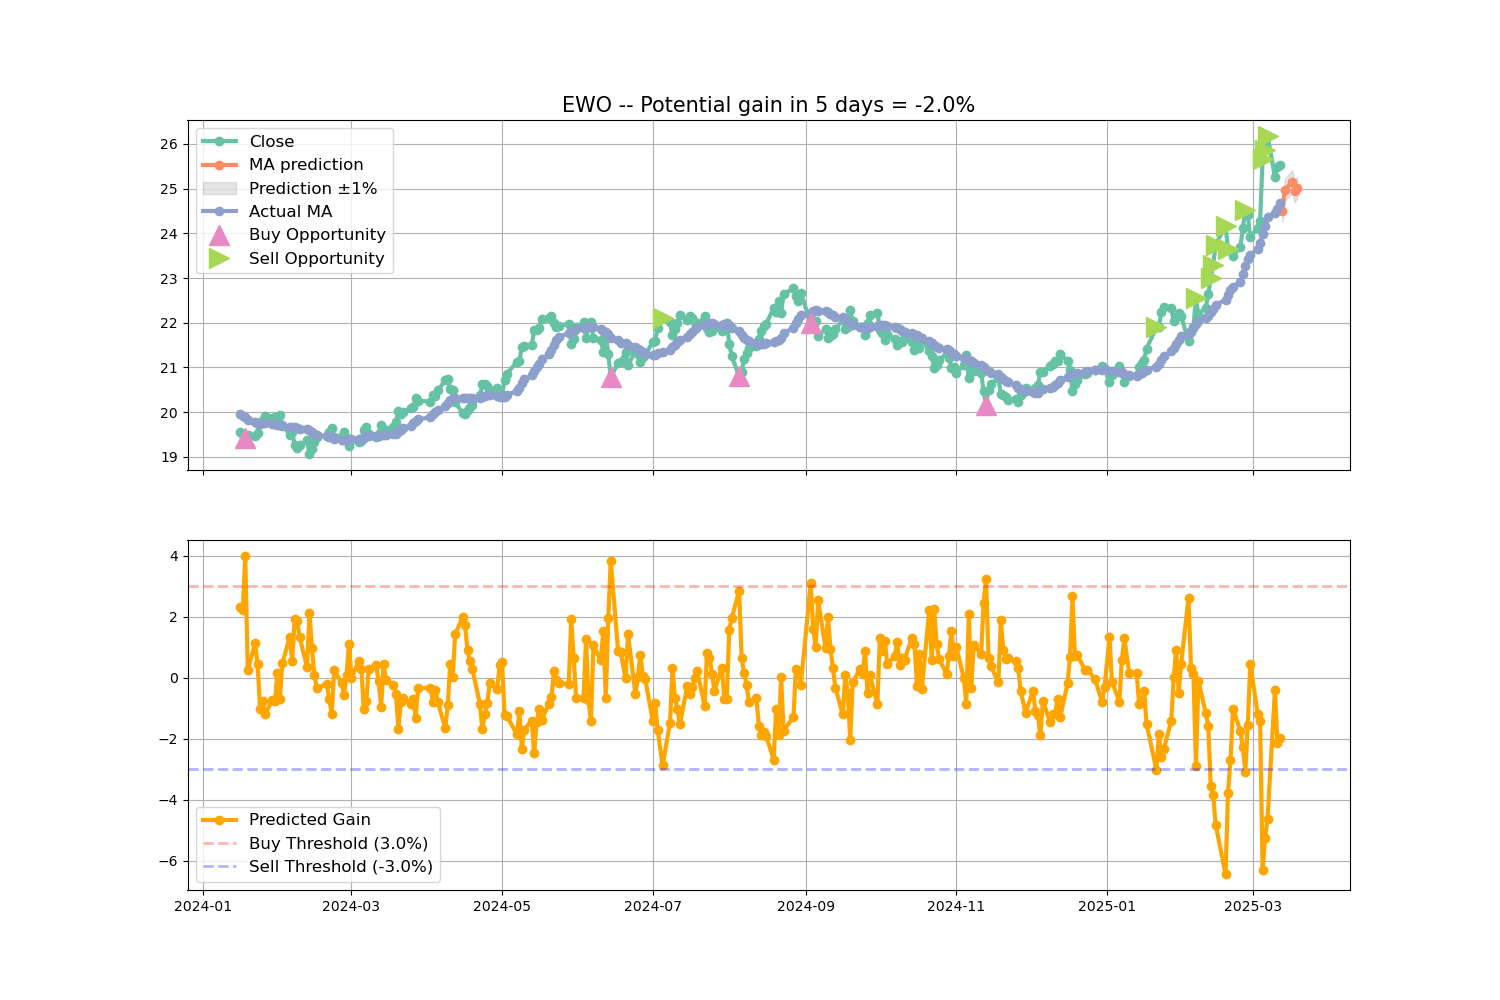 EWO -- Potential gain in 5 days = -2.0%
26
25
24
23
22
21
20
19
Close
MA prediction
Prediction ±1%
Actual MA
Buy Opportunity
Sell Opportunity
4
2
0
−2
−4
−6
Predicted Gain
Buy Threshold (3.0%)
Sell Threshold (-3.0%)
2024-01
2024-03
2024-05
2024-07
2024-09
2024-11
2025-01
2025-03